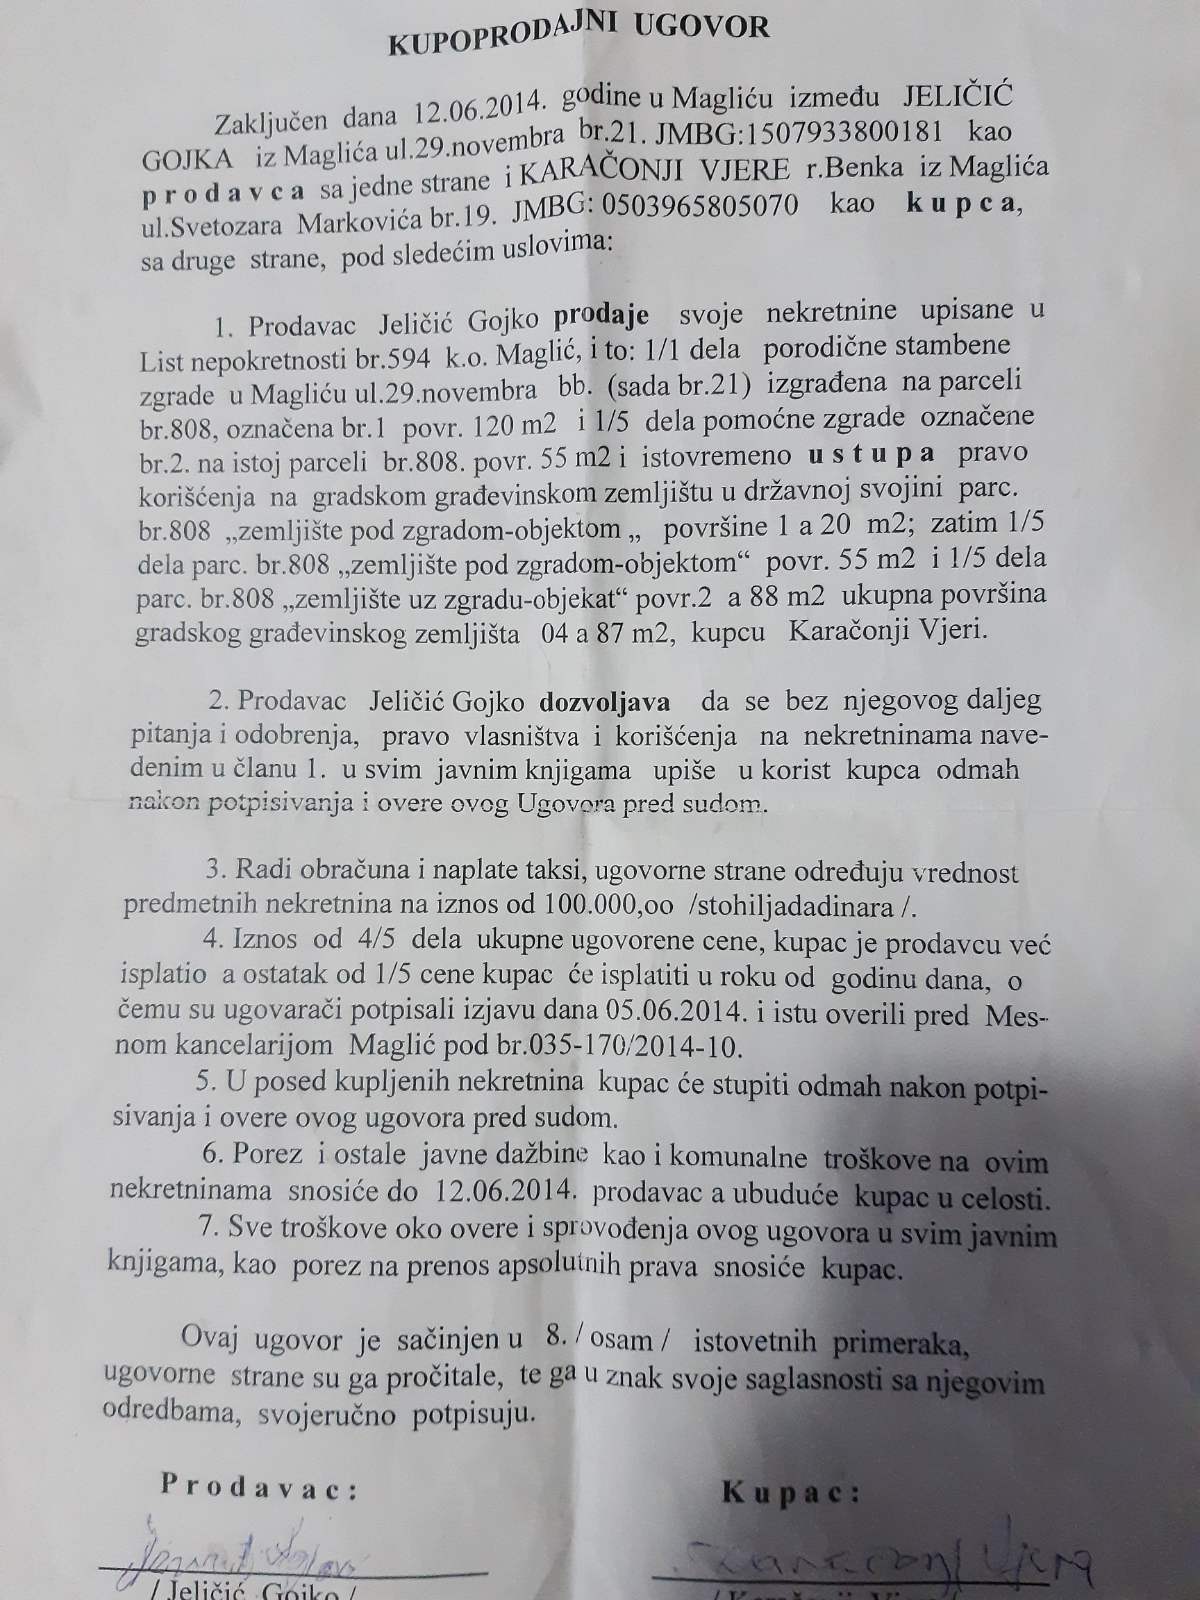 KUPOPRODAJNI UGOVOR
Zaključen dana 12.06.2014. godine u Magliću između JELIČIĆ
GOJKA iz Maglića ul.29.novembra br.21. JMBG:1507933800181 kao
p r o d a v c a sa jedne strane i KARAČONJI VJERE r.Benka iz Maglića
ul.Svetozara Markovića br.19. JMBG: 0503965805070 kao k u p c a,
sa druge strane, pod sledećim uslovima:
1. Prodavac Jeličić Gojko prodaje svoje nekretnine upisane u
List nepokretnosti br.594 k.o. Maglić, i to: 1/1 dela porodične stambene
zgrade u Magliću ul.29.novembra bb. (sada br.21) izgrađena na parceli
br.808, označena br.1 povr. 120 m2 i 1/5 dela pomoćne zgrade označene
br.2. na istoj parceli br.808. povr. 55 m2 i istovremeno u s t u p a pravo
korišćenja na gradskom građevinskom zemljištu u državnoj svojini parc.
br.808 „zemljište pod zgradom-objektom „ površine 1 a 20 m2; zatim 1/5
dela parc. br.808 „zemljište pod zgradom-objektom“ povr. 55 m2 i 1/5 dela
parc. br.808 „zemljište uz zgradu-objekat“ povr.2 a 88 m2 ukupna površina
gradskog građevinskog zemljišta 04 a 87 m2, kupcu Karačonji Vjeri.
2. Prodavac Jeličić Gojko dozvoljava da se bez njegovog daljeg
pitanja i odobrenja, pravo vlasništva i korišćenja na nekretninama nave-
denim u članu 1. u svim javnim knjigama upiše u korist kupca odmah
nakon potpisivanja i overe ovog Ugovora pred sudom.
3. Radi obračuna i naplate taksi, ugovorne strane određuju vrednost
predmetnih nekretnina na iznos od 100.000,oo /stohiljadadinara /.
4. Iznos od 4/5 dela ukupne ugovorene cene, kupac je prodavcu već
isplatio a ostatak od 1/5 cene kupac će isplatiti u roku od godinu dana, o
čemu su ugovarači potpisali izjavu dana 05.06.2014. i istu overili pred Mes-
nom kancelarijom Maglić pod br.035-170/2014-10.
5. U posed kupljenih nekretnina kupac će stupiti odmah nakon potpi-
sivanja i overe ovog ugovora pred sudom.
6. Porez i ostale javne dažbine kao i komunalne troškove na ovim
nekretninama snosiće do 12.06.2014. prodavac a ubuduće kupac u celosti.
7. Sve troškove oko overe i sprovođenja ovog ugovora u svim javnim
knjigama, kao porez na prenos apsolutnih prava snosiće kupac.
Ovaj ugovor je sačinjen u 8. / osam / istovetnih primeraka,
ugovorne strane su ga pročitale, te ga u znak svoje saglasnosti sa njegovim
odredbama, svojeručno potpisuju.
P r o d a v a c :
K u p a c :
/ Jeličić Gojko /